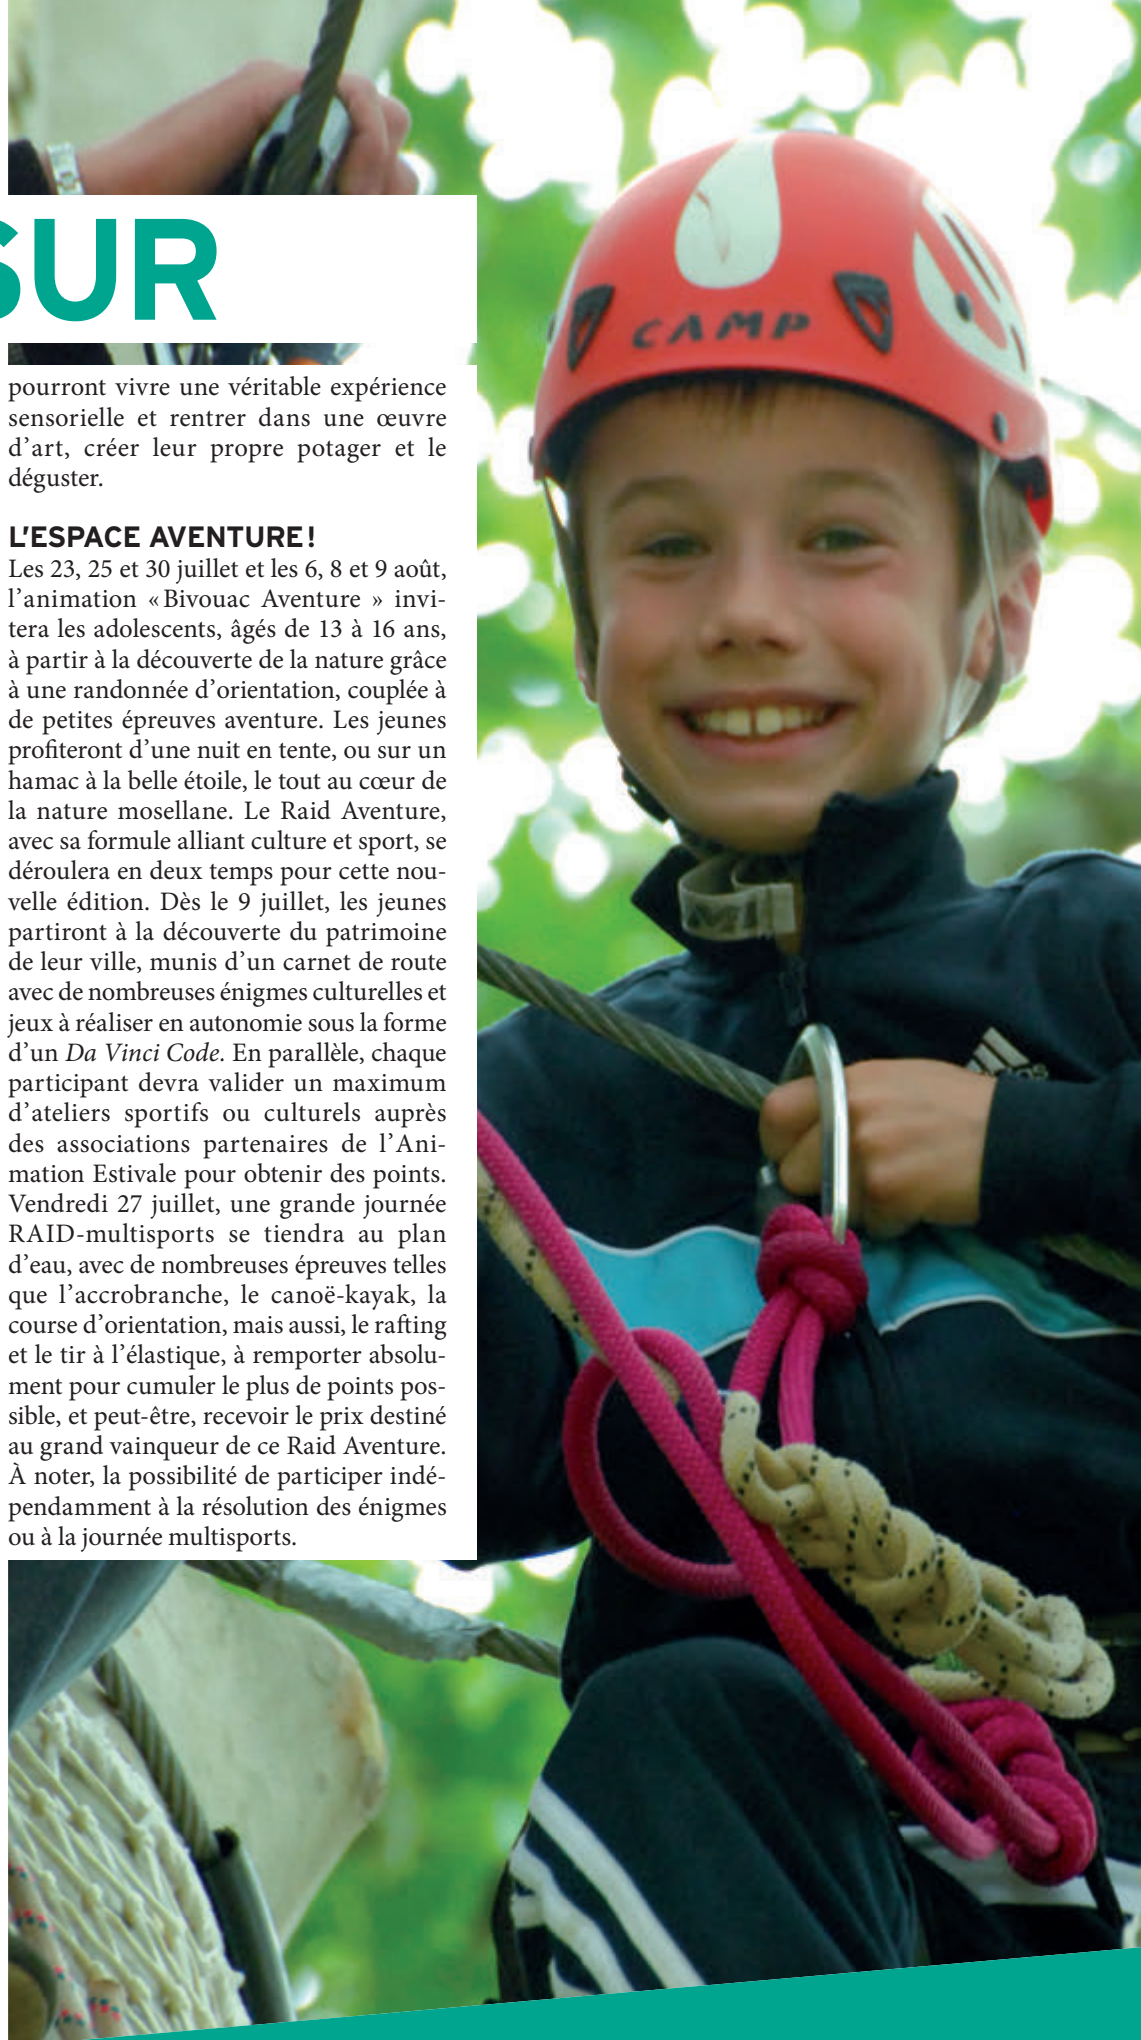 SUR
pourront vivre une véritable expérience
sensorielle et rentrer dans une œuvre
d'art, créer leur propre potager et le
déguster.
L'ESPACE AVENTURE!
Les 23, 25 et 30 juillet et les 6, 8 et 9 août,
l'animation « Bivouac Aventure » invi-
tera les adolescents, âgés de 13 à 16 ans,
à partir à la découverte de la nature grâce
à une randonnée d'orientation, couplée à
de petites épreuves aventure. Les jeunes
profiteront d'une nuit en tente, ou sur un
hamac à la belle étoile, le tout au cœur de
la nature mosellane. Le Raid Aventure,
avec sa formule alliant culture et sport, se
déroulera en deux temps pour cette nou-
velle édition. Dès le 9 juillet, les jeunes
partiront à la découverte du patrimoine
de leur ville, munis d'un carnet de route
avec de nombreuses énigmes culturelles et
jeux à réaliser en autonomie sous la forme
d'un Da Vinci Code. En parallèle, chaque
participant devra valider un maximum
d'ateliers sportifs ou culturels auprès
des associations partenaires de l'Ani-
mation Estivale pour obtenir des points.
Vendredi 27 juillet, une grande journée
RAID-multisports se tiendra au plan
d'eau, avec de nombreuses épreuves telles
que l'accrobranche, le canoë-kayak, la
course d'orientation, mais aussi, le rafting
et le tir à l'élastique, à remporter absolu-
ment pour cumuler le plus de points pos-
sible, et peut-être, recevoir le prix destiné
au grand vainqueur de ce Raid Aventure.
À noter, la possibilité de participer indé-
pendamment à la résolution des énigmes
ou à la journée multisports.
CAMP